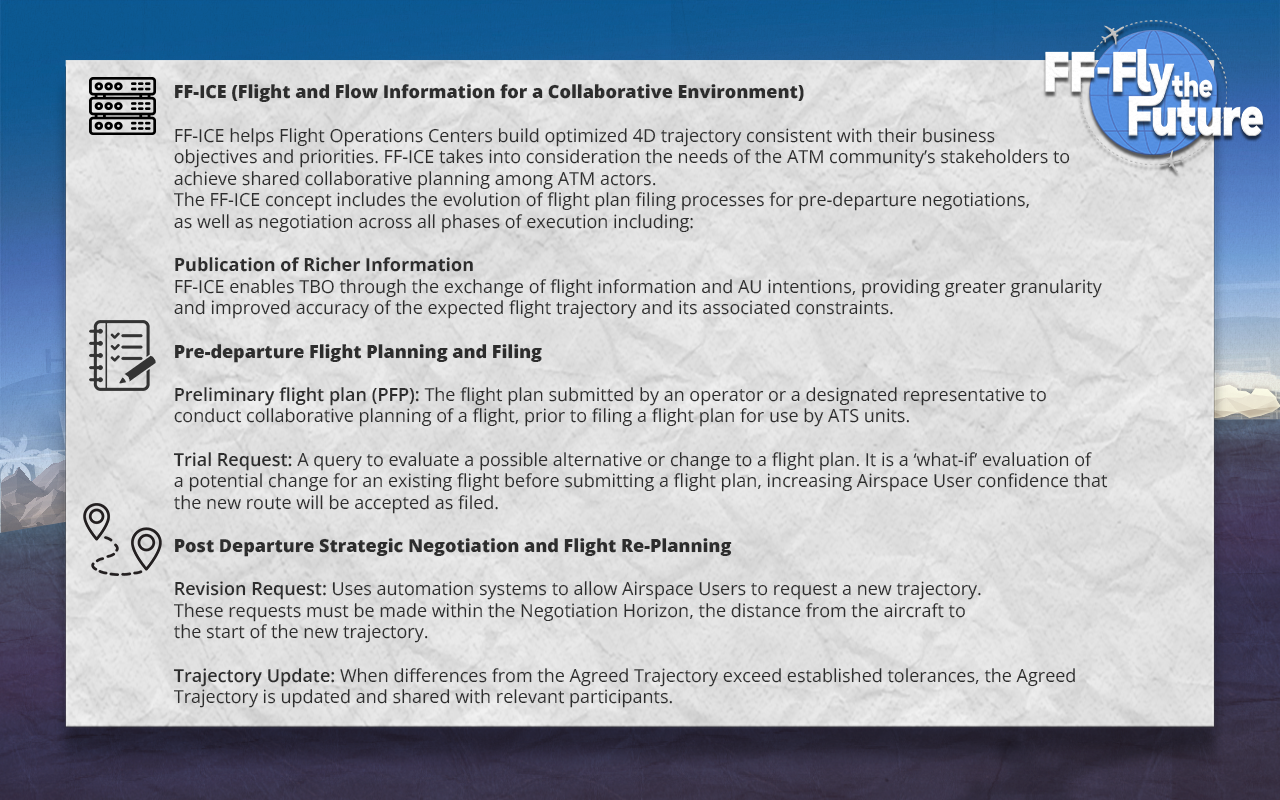 FF-Fly the
Future
FF-ICE (Flight and Flow Information for a Collaborative Environment)
FF-ICE helps Flight Operations Centers build optimized 4D trajectory consistent with their business
objectives and priorities. FF-ICE takes into consideration the needs of the ATM community’s stakeholders to
achieve shared collaborative planning among ATM actors.
The FF-ICE concept includes the evolution of flight plan filing processes for pre-departure negotiations,
as well as negotiation across all phases of execution including:
Publication of Richer Information
FF-ICE enables TBO through the exchange of flight information and AU intentions, providing greater granularity
and improved accuracy of the expected flight trajectory and its associated constraints.
Pre-departure Flight Planning and Filing
Preliminary flight plan (PFP): The flight plan submitted by an operator or a designated representative to
conduct collaborative planning of a flight, prior to filing a flight plan for use by ATS units.
Trial Request: A query to evaluate a possible alternative or change to a flight plan. It is a ‘what-if’ evaluation of
a potential change for an existing flight before submitting a flight plan, increasing Airspace User confidence that
the new route will be accepted as filed.
Post Departure Strategic Negotiation and Flight Re-Planning
Revision Request: Uses automation systems to allow Airspace Users to request a new trajectory.
These requests must be made within the Negotiation Horizon, the distance from the aircraft to
the start of the new trajectory.
Trajectory Update: When differences from the Agreed Trajectory exceed established tolerances, the Agreed
Trajectory is updated and shared with relevant participants.